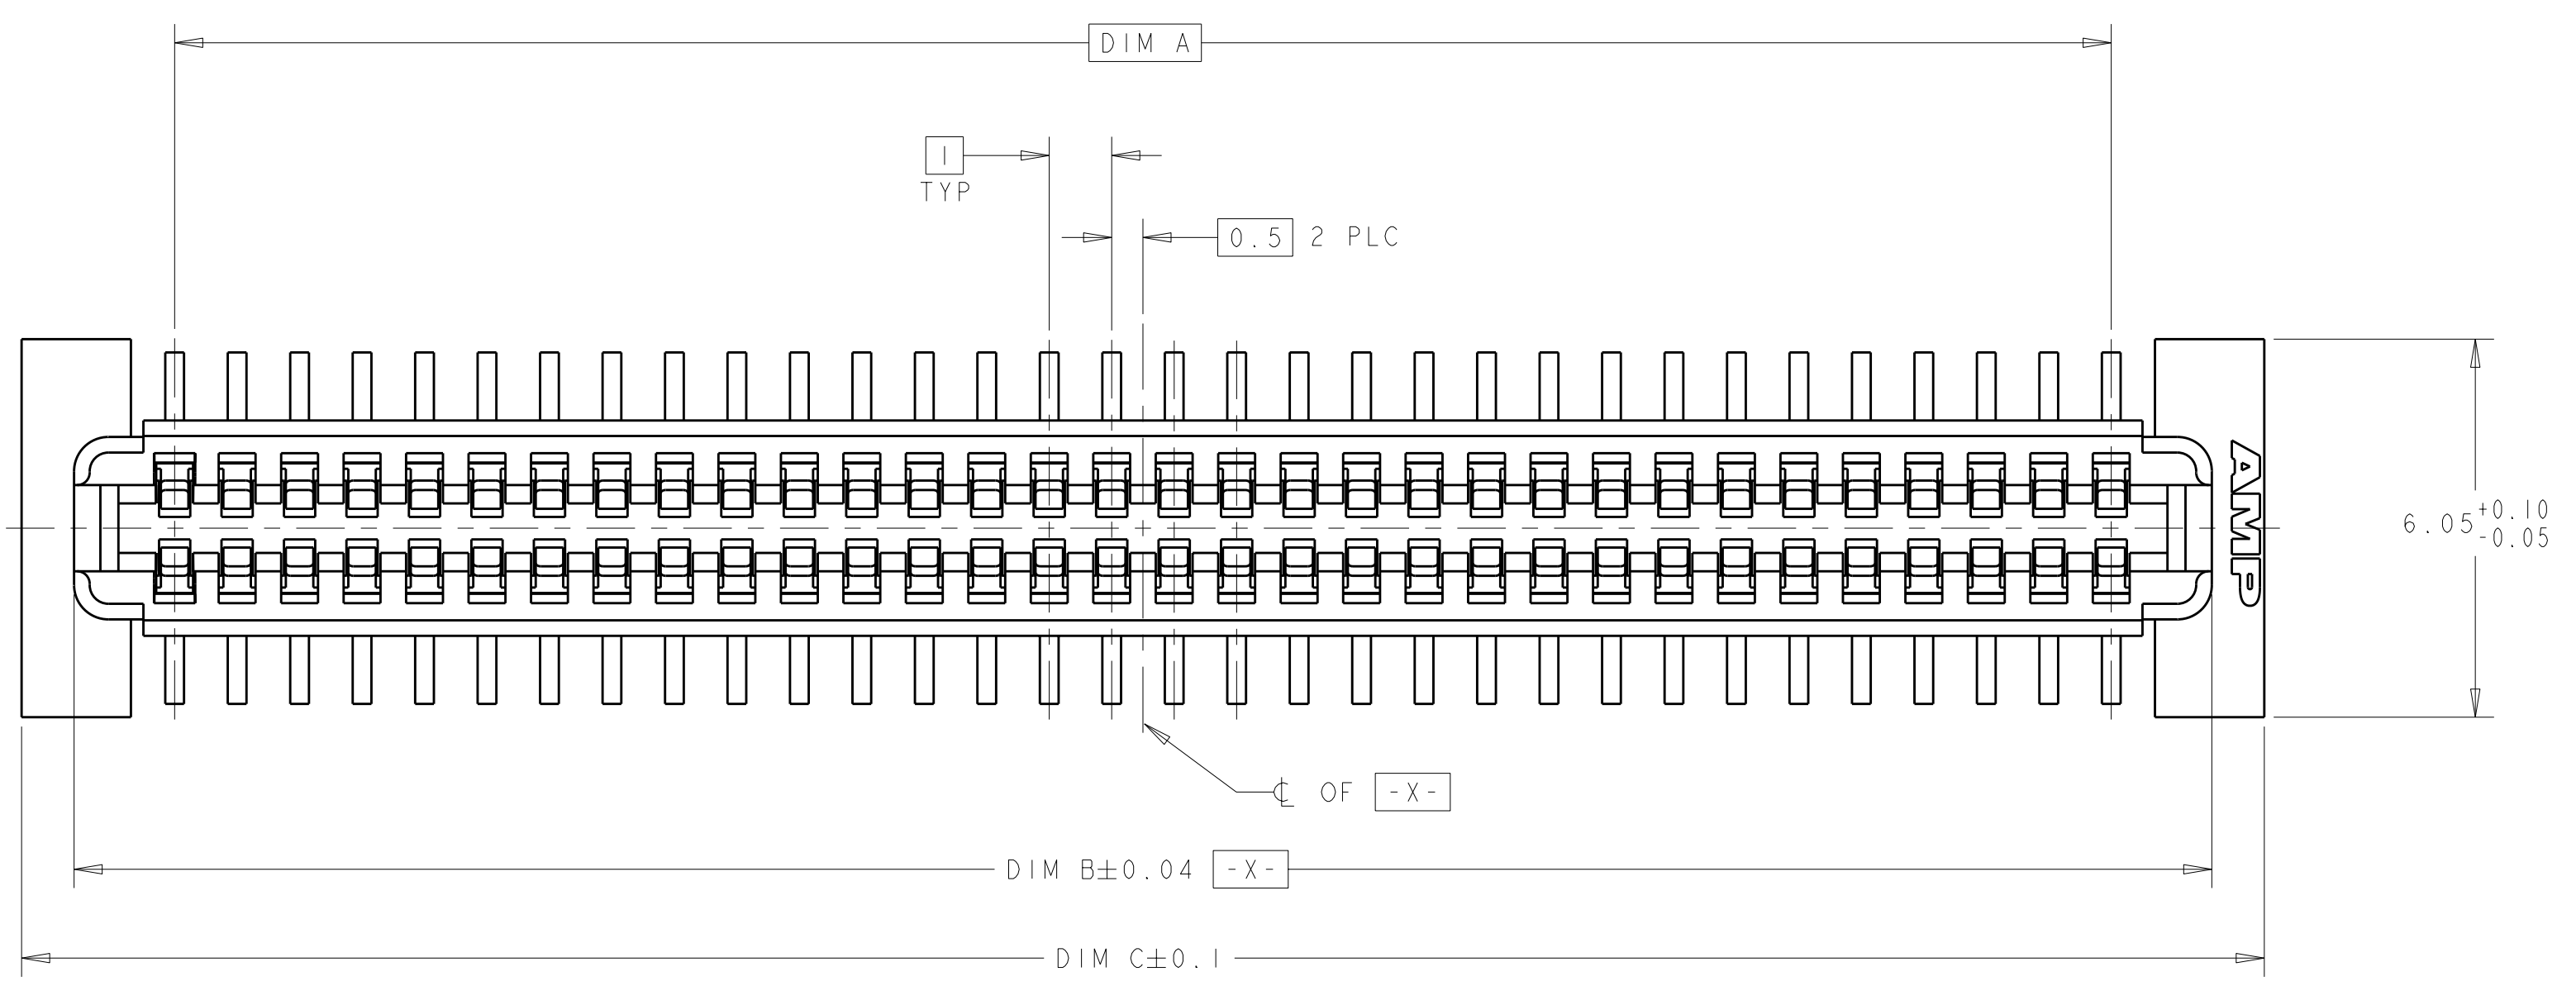 DIM A
1
TYP
0.5 2 PLC
AMP
6.05 +0.10
-0.05
℄ OF -X-
DIM B±0.04 -X-
DIM C±0.1